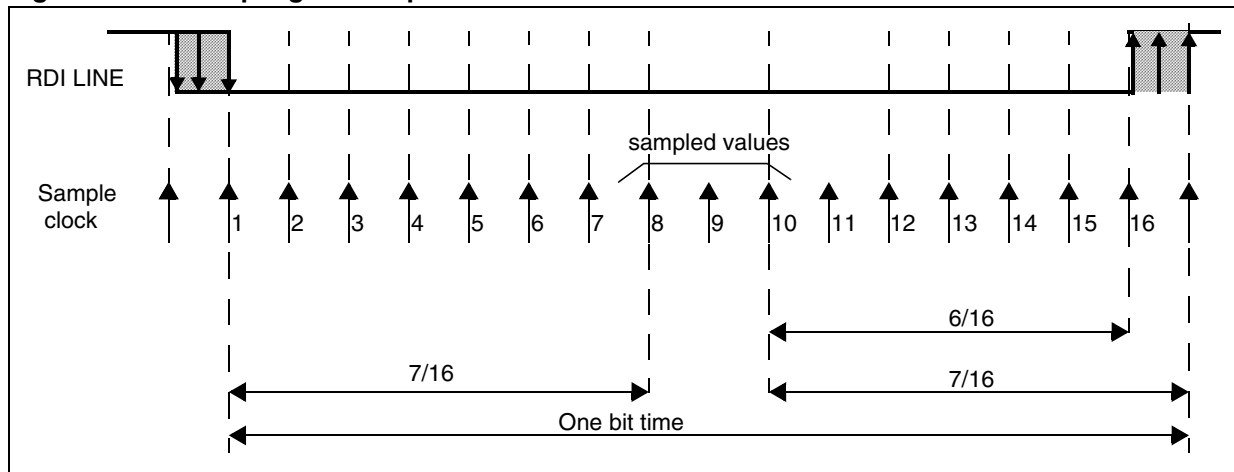 RDI LINE
sampled values
Sample
clock
1 2 3 4 5 6 7 8 9 10 11 12 13 14 15 16
6/16
7/16 7/16
One bit time